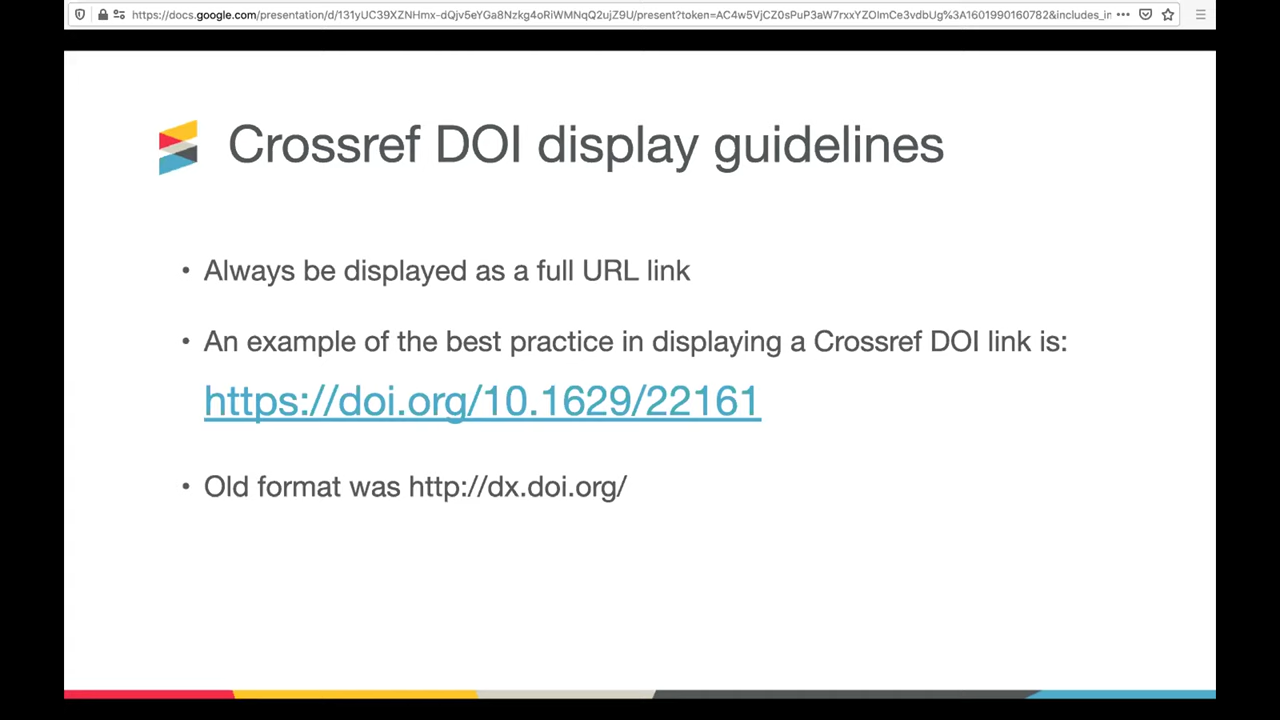 https://docs.google.com/presentation/d/131yUC39XZNHmx-dQjv5eYGa8Nzkg4oRiWMNqQ2ujZ9U/present?token=AC4w5VjCZ0sPuP3aW7rxxYZOlmCe3vdbUg%3A1601990160782&includes_in
Crossref DOI display guidelines
• Always be displayed as a full URL link
• An example of the best practice in displaying a Crossref DOI link is:
https://doi.org/10.1629/22161
• Old format was http://dx.doi.org/